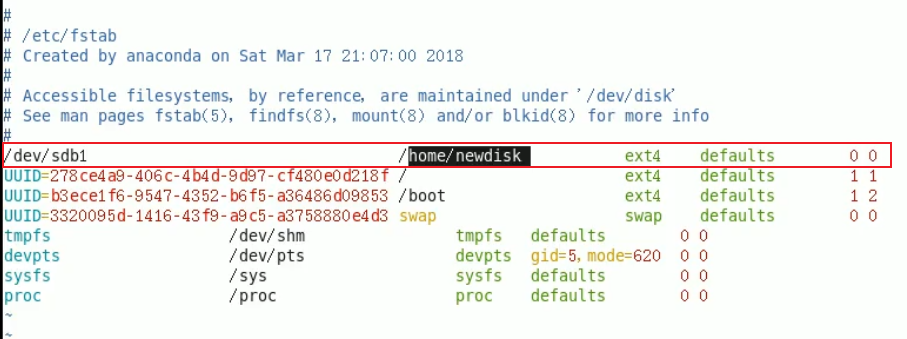 #
# /etc/fstab
# Created by anaconda on Sat Mar 17 21:07:00 2018
#
# Accessible filesystems, by reference, are maintained under '/dev/disk'
# See man pages fstab(5), findfs(8), mount(8) and/or blkid(8) for more info
#
/dev/sdb1 /home/newdisk ext4 defaults 0 0
UUID=278ce4a9-406c-4b4d-9d97-cf480e0d218f / ext4 defaults 1 1
UUID=b3ece1f6-9547-4352-b6f5-a36486d09853 /boot ext4 defaults 1 2
UUID=3320095d-1416-43f9-a9c5-a3758880e4d3 swap swap defaults 0 0
tmpfs /dev/shm tmpfs defaults 0 0
devpts /dev/pts devpts gid=5,mode=620 0 0
sysfs /sys sysfs defaults 0 0
proc /proc proc defaults 0 0
~
~